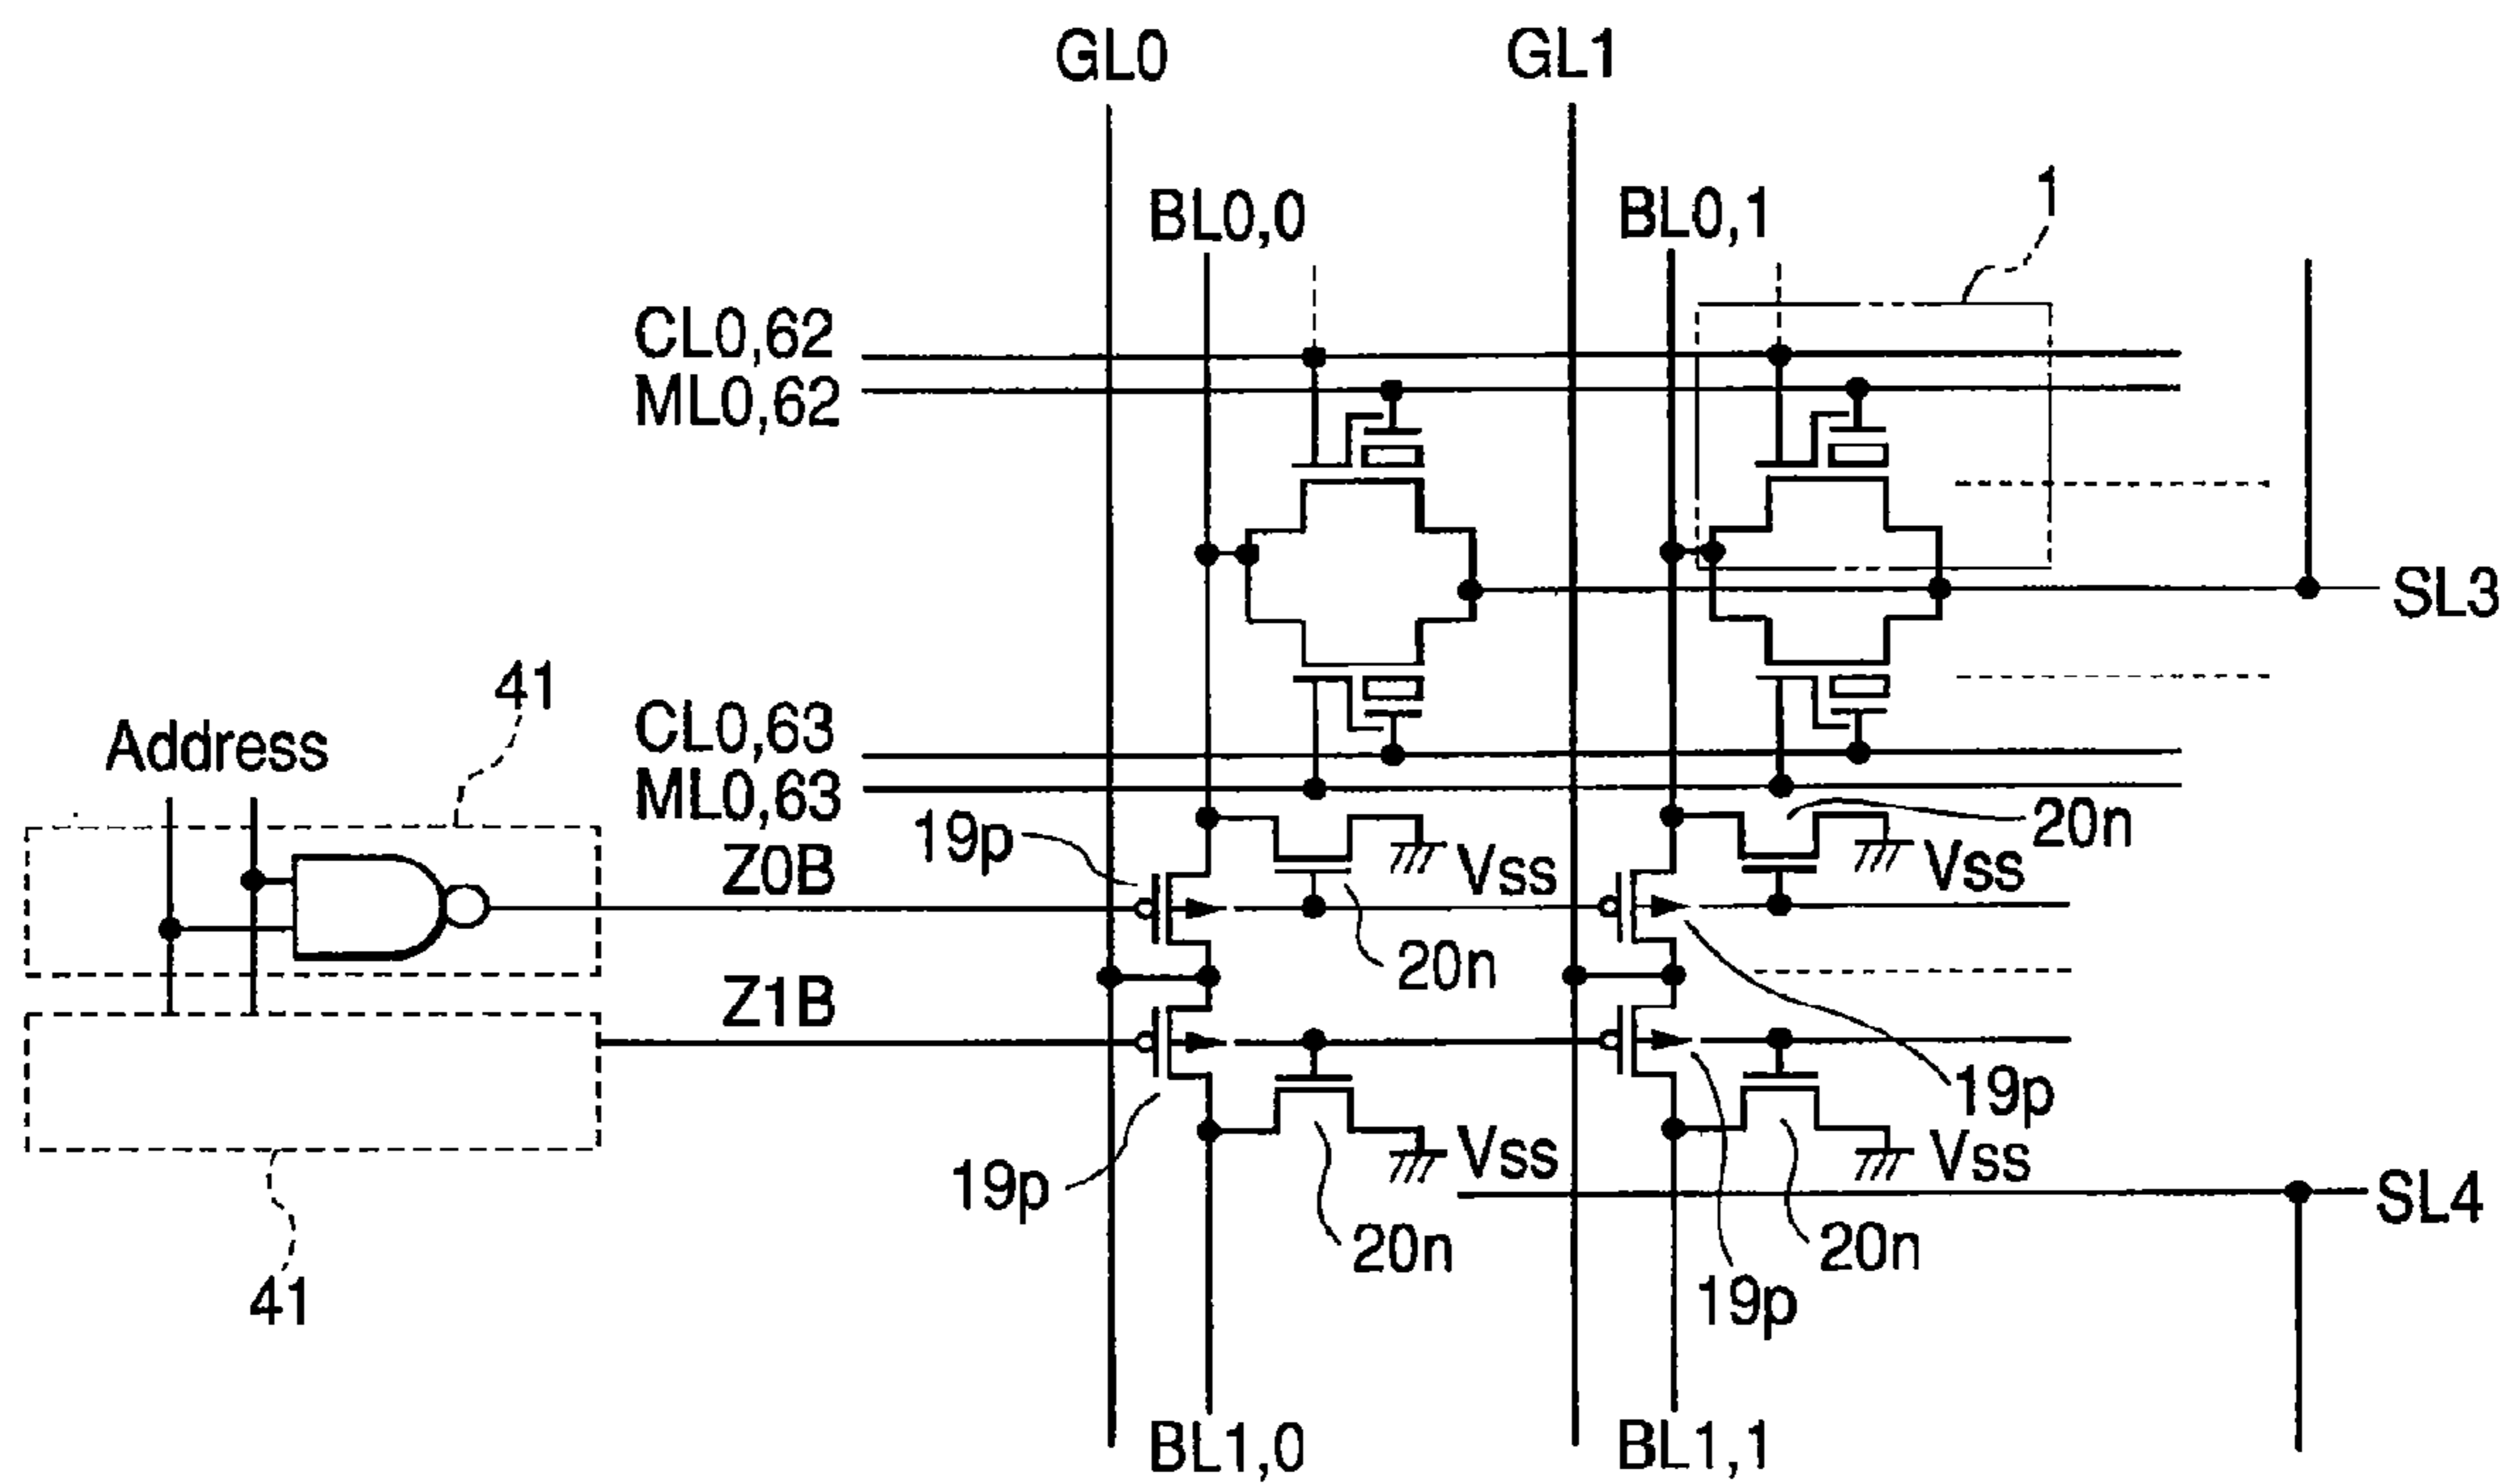 GL0
GL1
BL0,0
BL0,1
1
CL0,62
ML0,62
SL3
41
Address
CL0,63
ML0,63
19p
20n
Z0B
Vss
Vss
20n
Z1B
19p
19p
Vss
Vss
SL4
20n
20n
41
19p
BL1,0
BL1,1